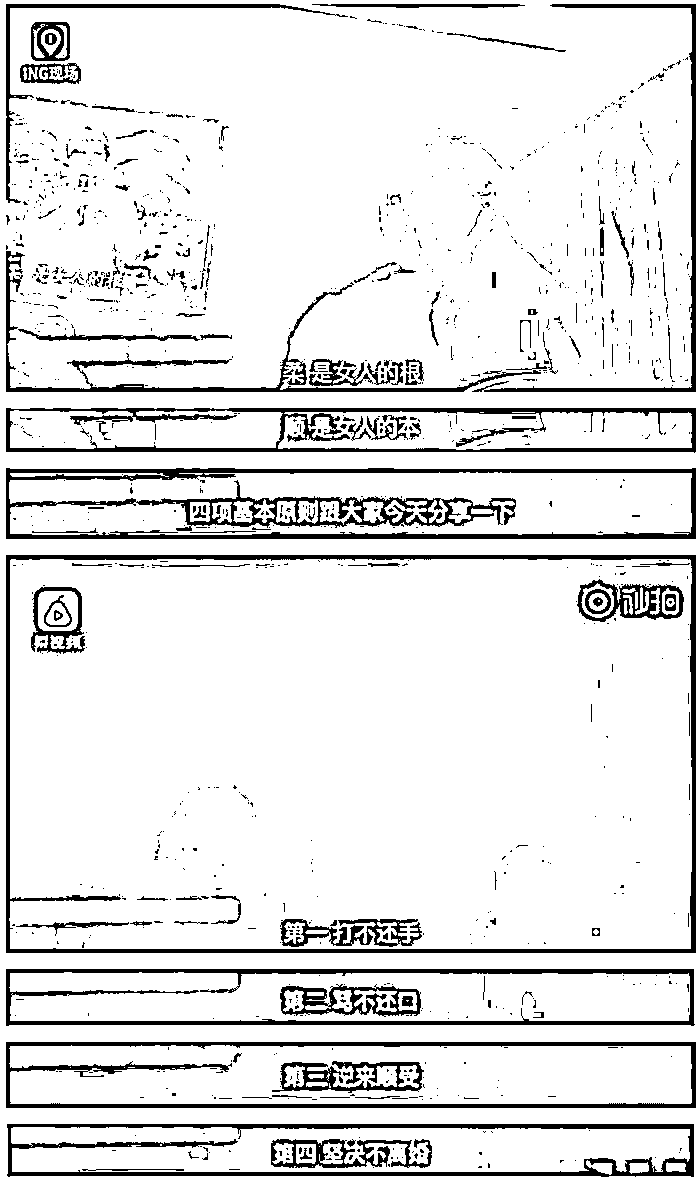 ING现场
柔 是女人的根
顺 是女人的本
四项基本原则跟大家今天分享一下
梨视频
秒拍
第一 打不还手
第二 骂不还口
第三 逆来顺受
第四 坚决不离婚